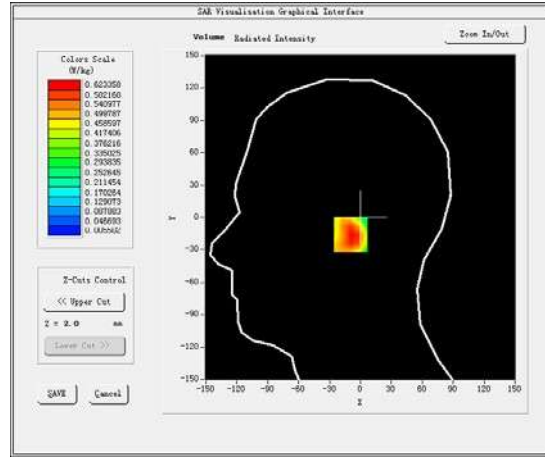 SAR Visualisation Graphical Interface
Volume Radiated Intensity
Zoom In/Out
Colors Scale
(W/kg)
0.623350
0.582160
0.540977
0.499787
0.458597
0.417406
0.376216
0.335025
0.293835
0.252645
0.211454
0.170264
0.129073
0.087883
0.046693
0.005502
150
120
90
60
30
0
-30
-60
-90
-120
-150
Y
-150 -120 -90 -60 -30 0 30 60 90 120 150
X
Z-Cuts Control
<< Upper Cut
Z = 2.0 mm
Lower Cut >>
SAVE Cancel